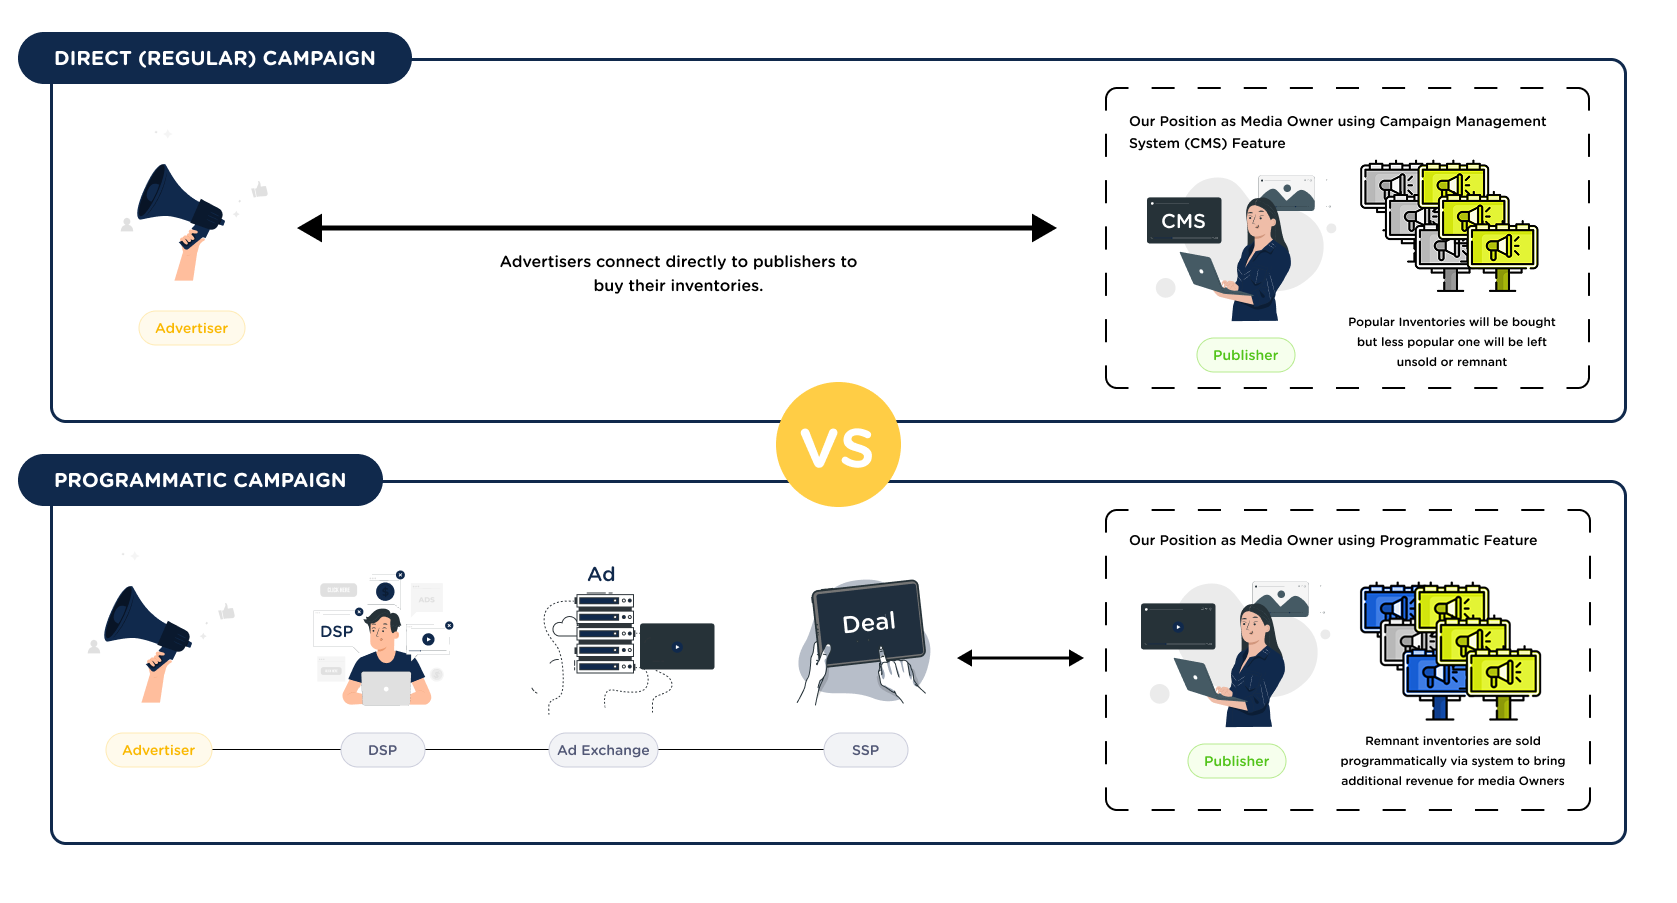 DIRECT (REGULAR) CAMPAIGN
Our Position as Media Owner using Campaign Management
System (CMS) Feature
CMS
Advertisers connect directly to publishers to
buy their inventories.
Advertiser
Popular Inventories will be bought
but less popular one will be left
unsold or remnant
Publisher
VS
PROGRAMMATIC CAMPAIGN
Our Position as Media Owner using Programmatic Feature
Ad
ADS
DSP
Deal
Advertiser
DSP
Ad Exchange
SSP
Publisher
Remnant inventories are sold
programmatically via system to bring
additional revenue for media Owners